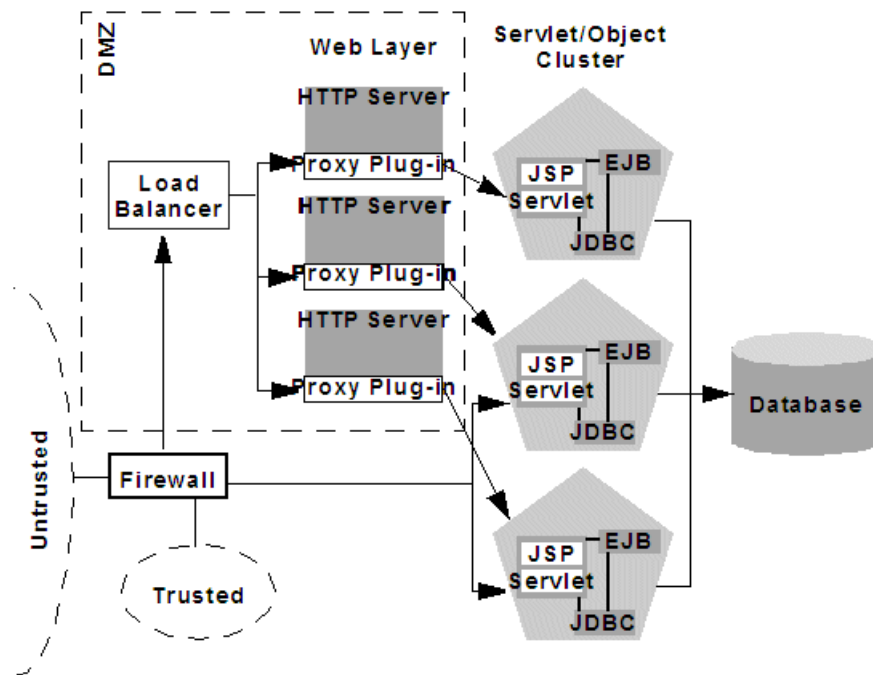 DMZ
Web Layer
Servlet/Object
Cluster
HTTP Server
Proxy Plug-in
HTTP Server
Proxy Plug-in
HTTP Server
Proxy Plug-in
Load
Balancer
JSP
Servlet
EJB
JDBC
JSP
Servlet
EJB
JDBC
JSP
Servlet
EJB
JDBC
Database
Untrusted
Firewall
Trusted